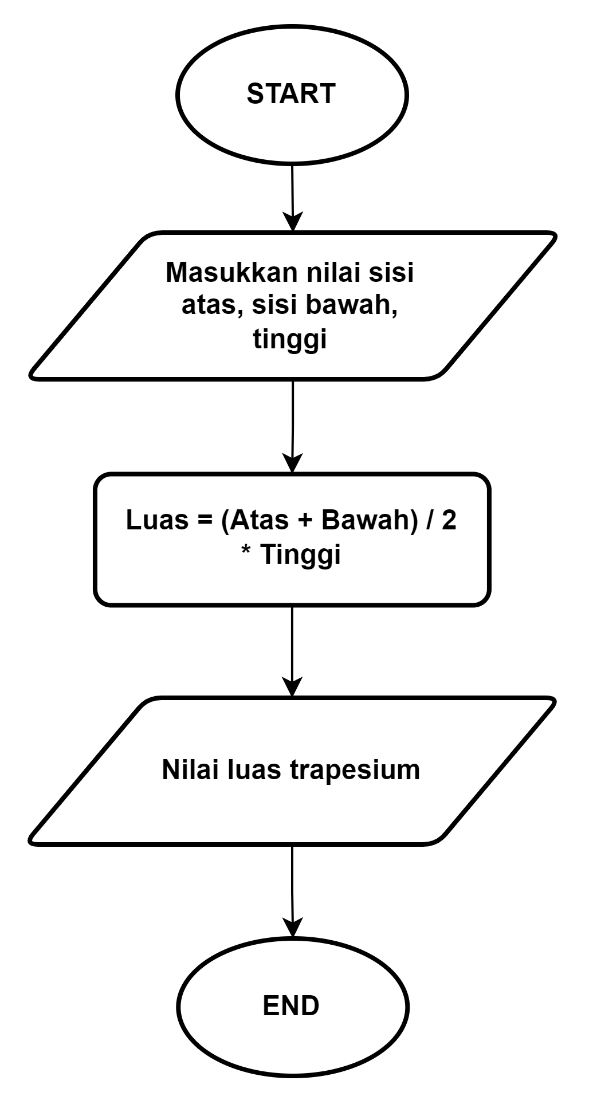 START
Masukkan nilai sisi
atas, sisi bawah,
tinggi
Luas = (Atas + Bawah) / 2
* Tinggi
Nilai luas trapesium
END